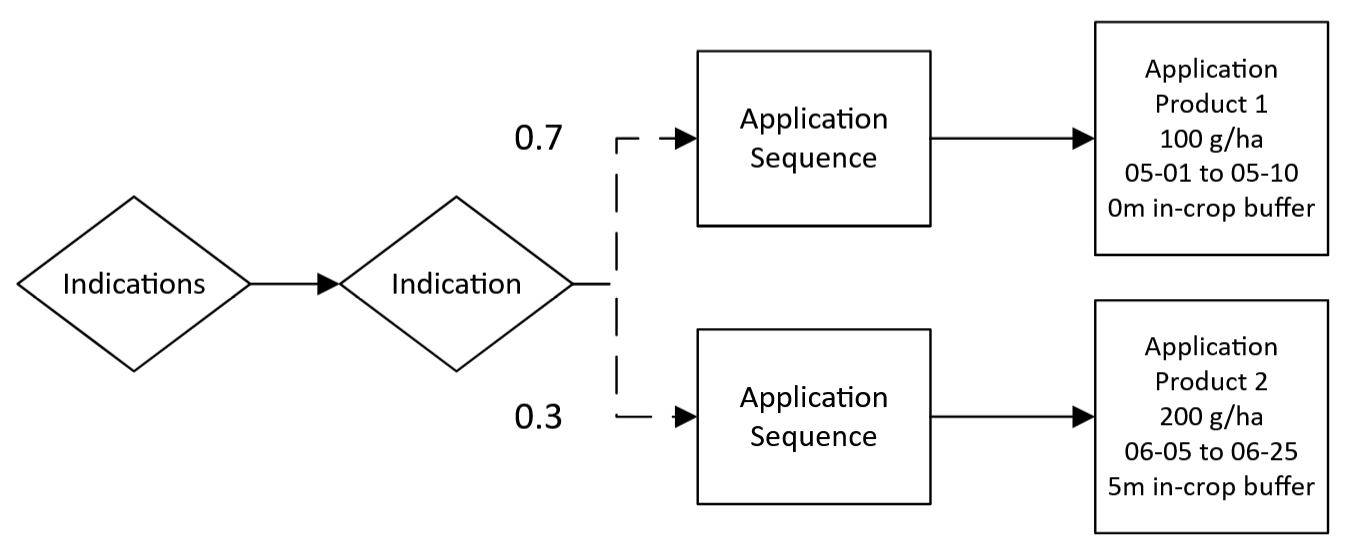 Indications
Indication
0.7
Application
Sequence
Application
Product 1
100 g/ha
05-01 to 05-10
0m in-crop buffer
0.3
Application
Sequence
Application
Product 2
200 g/ha
06-05 to 06-25
5m in-crop buffer